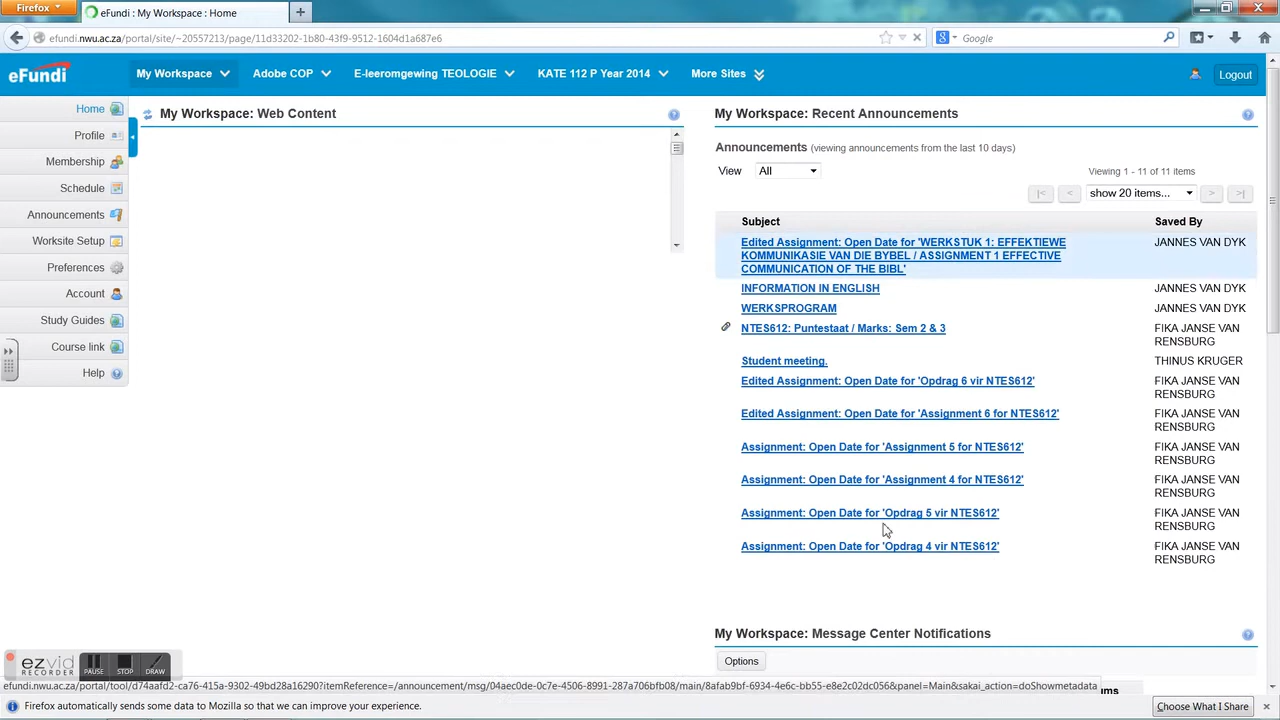 Firefox
eFundi : My Workspace : Home
efundi.nwu.ac.za/portal/site/~20557213/page/11d33202-1b80-43f9-9512-1604d1a687e6
Google
eFundi
My Workspace
Adobe COP
E-leeromgewing TEOLOGIE
KATE 112 P Year 2014
More Sites
Logout
Home
Profile
Membership
Schedule
Announcements
Worksite Setup
Preferences
Account
Study Guides
Course link
Help
My Workspace: Web Content
My Workspace: Recent Announcements
Announcements (viewing announcements from the last 10 days)
View All
Viewing 1 - 11 of 11 items
|< < show 20 items... > >|
Subject Saved By
Edited Assignment: Open Date for 'WERKSTUK 1: EFFEKTIEWE JANNES VAN DYK
KOMMUNIKASIE VAN DIE BYBEL / ASSIGNMENT 1 EFFECTIVE
COMMUNICATION OF THE BIBL'
INFORMATION IN ENGLISH JANNES VAN DYK
WERKSPROGRAM JANNES VAN DYK
NTES612: Puntestaat / Marks: Sem 2 & 3 FIKA JANSE VAN
RENSBURG
Student meeting. THINUS KRUGER
Edited Assignment: Open Date for 'Opdrag 6 vir NTES612' FIKA JANSE VAN
RENSBURG
Edited Assignment: Open Date for 'Assignment 6 for NTES612' FIKA JANSE VAN
RENSBURG
Assignment: Open Date for 'Assignment 5 for NTES612' FIKA JANSE VAN
RENSBURG
Assignment: Open Date for 'Assignment 4 for NTES612' FIKA JANSE VAN
RENSBURG
Assignment: Open Date for 'Opdrag 5 vir NTES612' FIKA JANSE VAN
RENSBURG
Assignment: Open Date for 'Opdrag 4 vir NTES612' FIKA JANSE VAN
RENSBURG
My Workspace: Message Center Notifications
Options
ezvid
RECORDER
PAUSE STOP DRAW
efundi.nwu.ac.za/portal/tool/d74aafd2-ca76-415a-9302-49bd28a16290?itemReference=/announcement/msg/04aec0de-0c7e-4506-8991-287a706bfb08/main/8afab9bf-6934-4e6c-bb55-e8e2c02dc056&panel=Main&sakai_action=doShowmetadata
ums
Firefox automatically sends some data to Mozilla so that we can improve your experience.
Choose What I Share